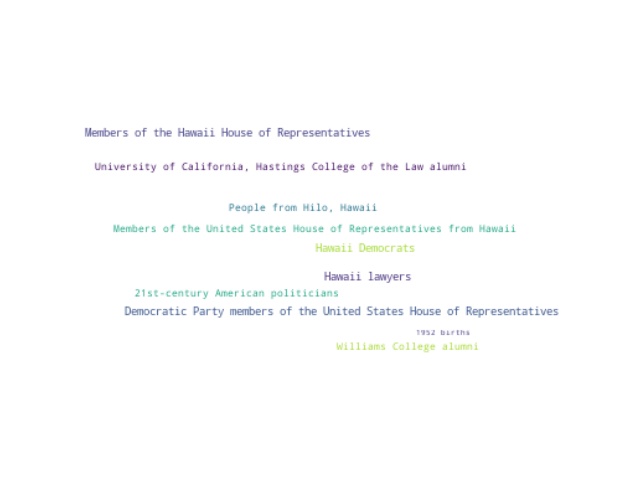 Members of the Hawaii House of Representatives
University of California, Hastings College of the Law alumni
People from Hilo, Hawaii
Members of the United States House of Representatives from Hawaii
Hawaii Democrats
Hawaii lawyers
21st-century American politicians
Democratic Party members of the United States House of Representatives
1952 births
Williams College alumni